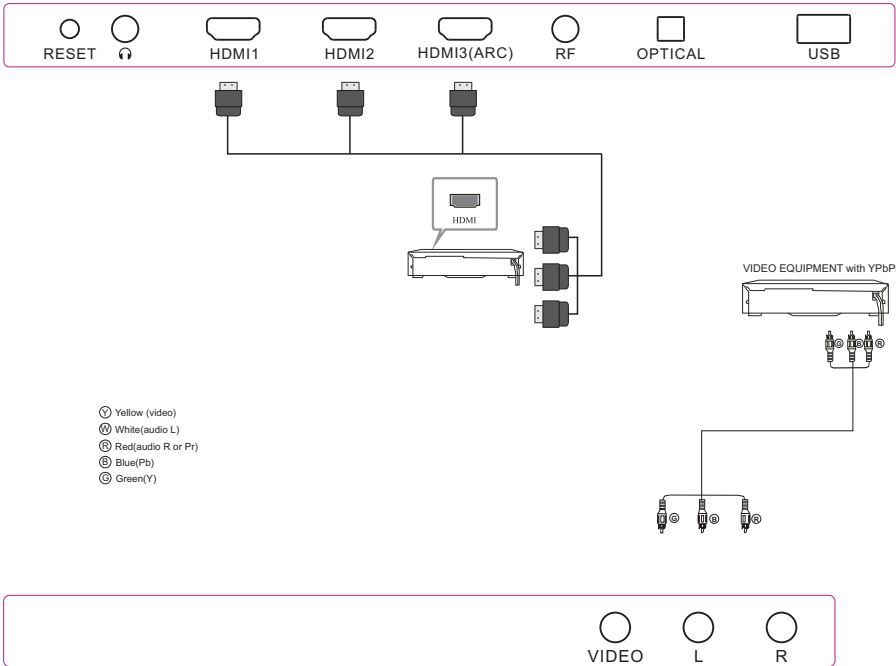 RESET HDMI1 HDMI2 HDMI3(ARC) RF OPTICAL USB
HDMI
VIDEO EQUIPMENT with YPbP
G B R
Y Yellow (video)
W White(audio L)
R Red(audio R or Pr)
B Blue(Pb)
G Green(Y)
G B R
VIDEO L R